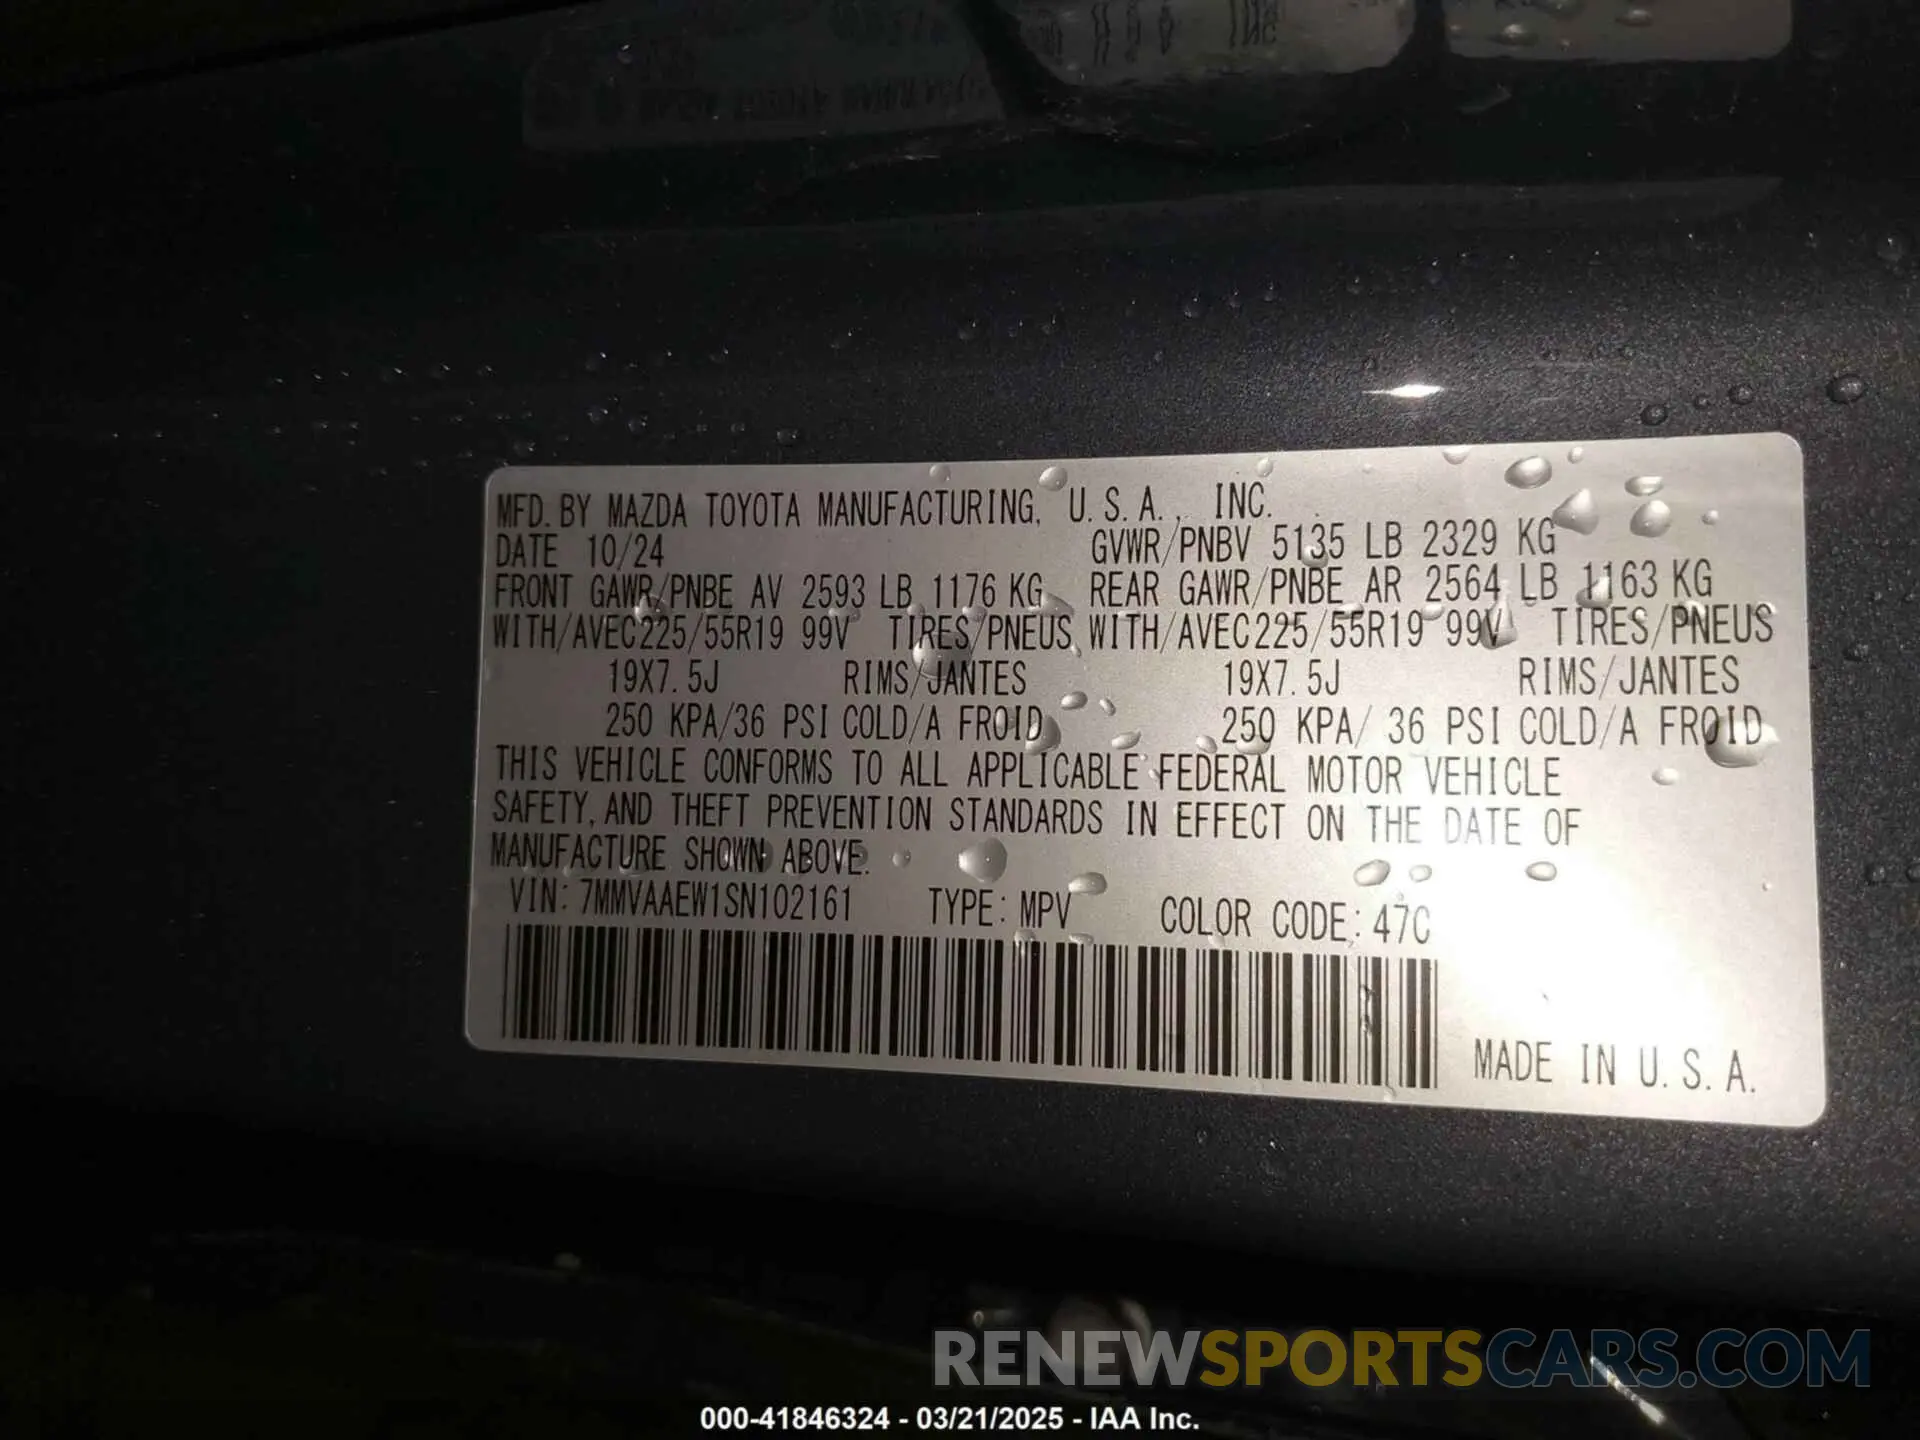 MFD. BY MAZDA TOYOTA MANUFACTURING, U.S.A., INC.
DATE 10/24 GVWR/PNBV 5135 LB 2329 KG
FRONT GAWR/PNBE AV 2593 LB 1176 KG REAR GAWR/PNBE AR 2564 LB 1163 KG
WITH/AVEC225/55R19 99V TIRES/PNEUS WITH/AVEC225/55R19 99V TIRES/PNEUS
19X7.5J RIMS/JANTES 19X7.5J RIMS/JANTES
250 KPA/36 PSI COLD/A FROID 250 KPA/ 36 PSI COLD/A FROID
THIS VEHICLE CONFORMS TO ALL APPLICABLE FEDERAL MOTOR VEHICLE
SAFETY, AND THEFT PREVENTION STANDARDS IN EFFECT ON THE DATE OF
MANUFACTURE SHOWN ABOVE.
VIN: 7MMVAAEW1SN102161 TYPE: MPV COLOR CODE: 47C
MADE IN U.S.A.
RENEWSPORTSCARS.COM
000-41846324 - 03/21/2025 - IAA Inc.